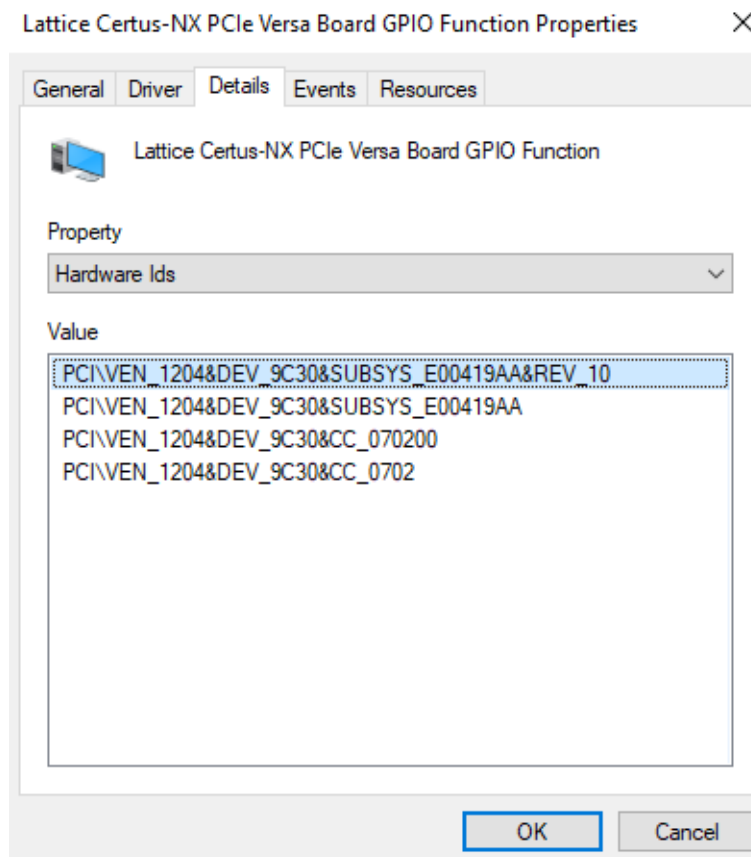 Lattice Certus-NX PCIe Versa Board GPIO Function Properties
General Driver Details Events Resources
Lattice Certus-NX PCIe Versa Board GPIO Function
Property
Hardware Ids
Value
PCI\VEN_1204&DEV_9C30&SUBSYS_E00419AA&REV_10
PCI\VEN_1204&DEV_9C30&SUBSYS_E00419AA
PCI\VEN_1204&DEV_9C30&CC_070200
PCI\VEN_1204&DEV_9C30&CC_0702
OK Cancel